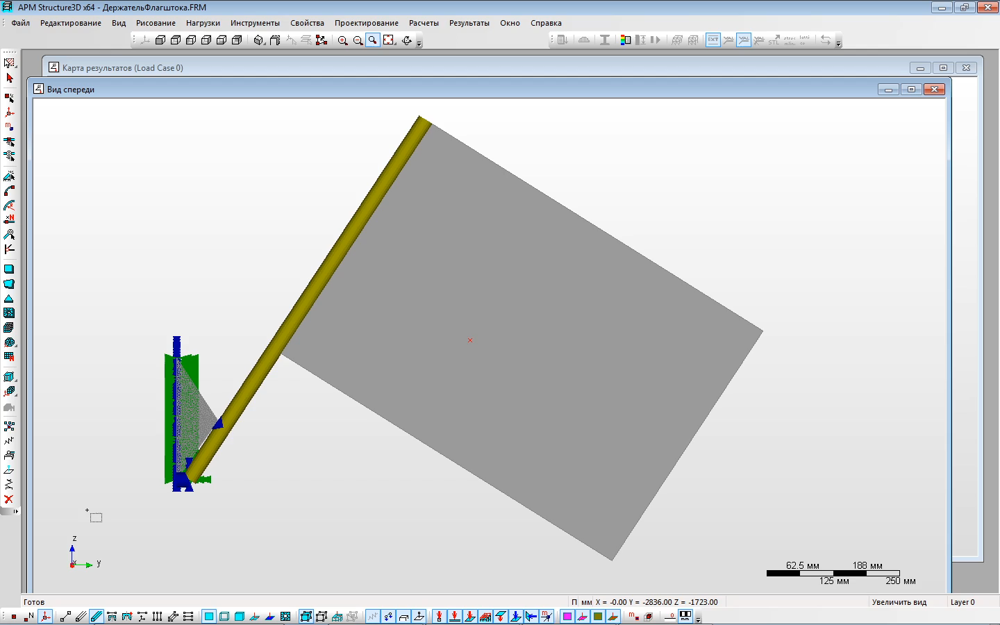 APM Structure3D x64 - ДержательФлагштока.FRM
Файл Редактирование Вид Рисование Нагрузки Инструменты Свойства Проектирование Расчеты Результаты Окно Справка
EXT
STL
Карта результатов (Load Case 0)
Вид спереди
z
x y
62.5 мм 188 мм
125 мм 250 мм
Готов П мм X = -0.00 Y = -2836.00 Z = -1723.00 Увеличить вид Layer 0
N